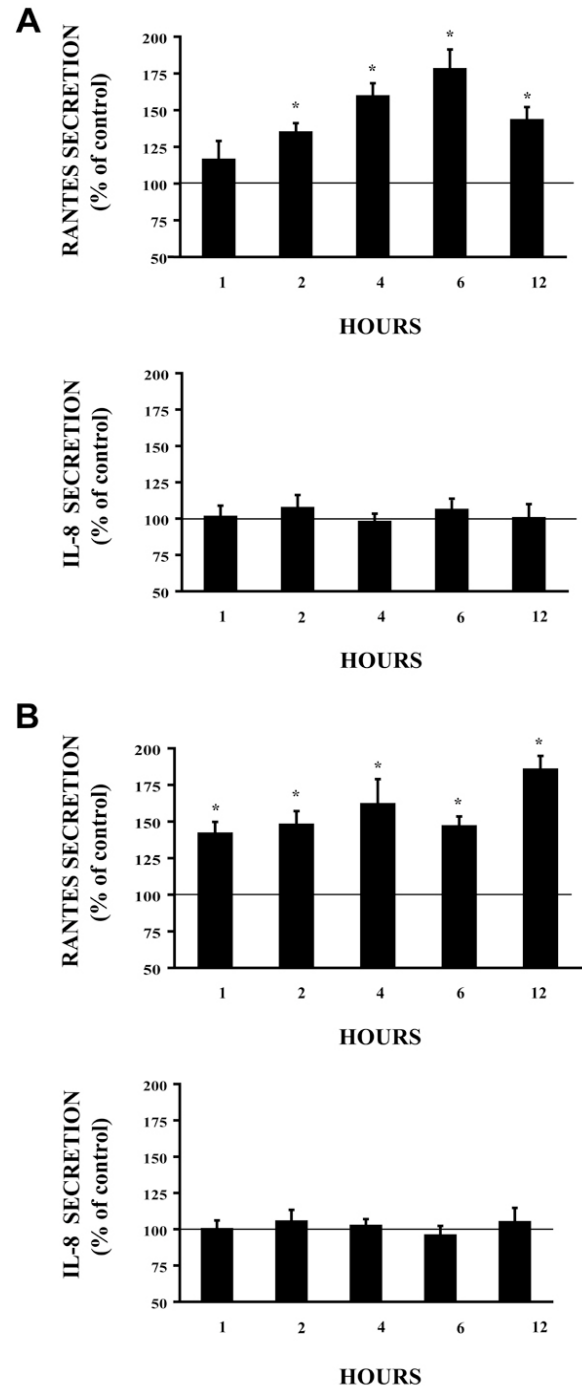 A
RANTES SECRETION
(% of control)
200
175
150
125
100
75
50
* * * *
1 2 4 6 12
HOURS
IL-8 SECRETION
(% of control)
200
175
150
125
100
75
50
1 2 4 6 12
HOURS
B
RANTES SECRETION
(% of control)
200
175
150
125
100
75
50
* * * * *
1 2 4 6 12
HOURS
IL-8 SECRETION
(% of control)
200
175
150
125
100
75
50
1 2 4 6 12
HOURS